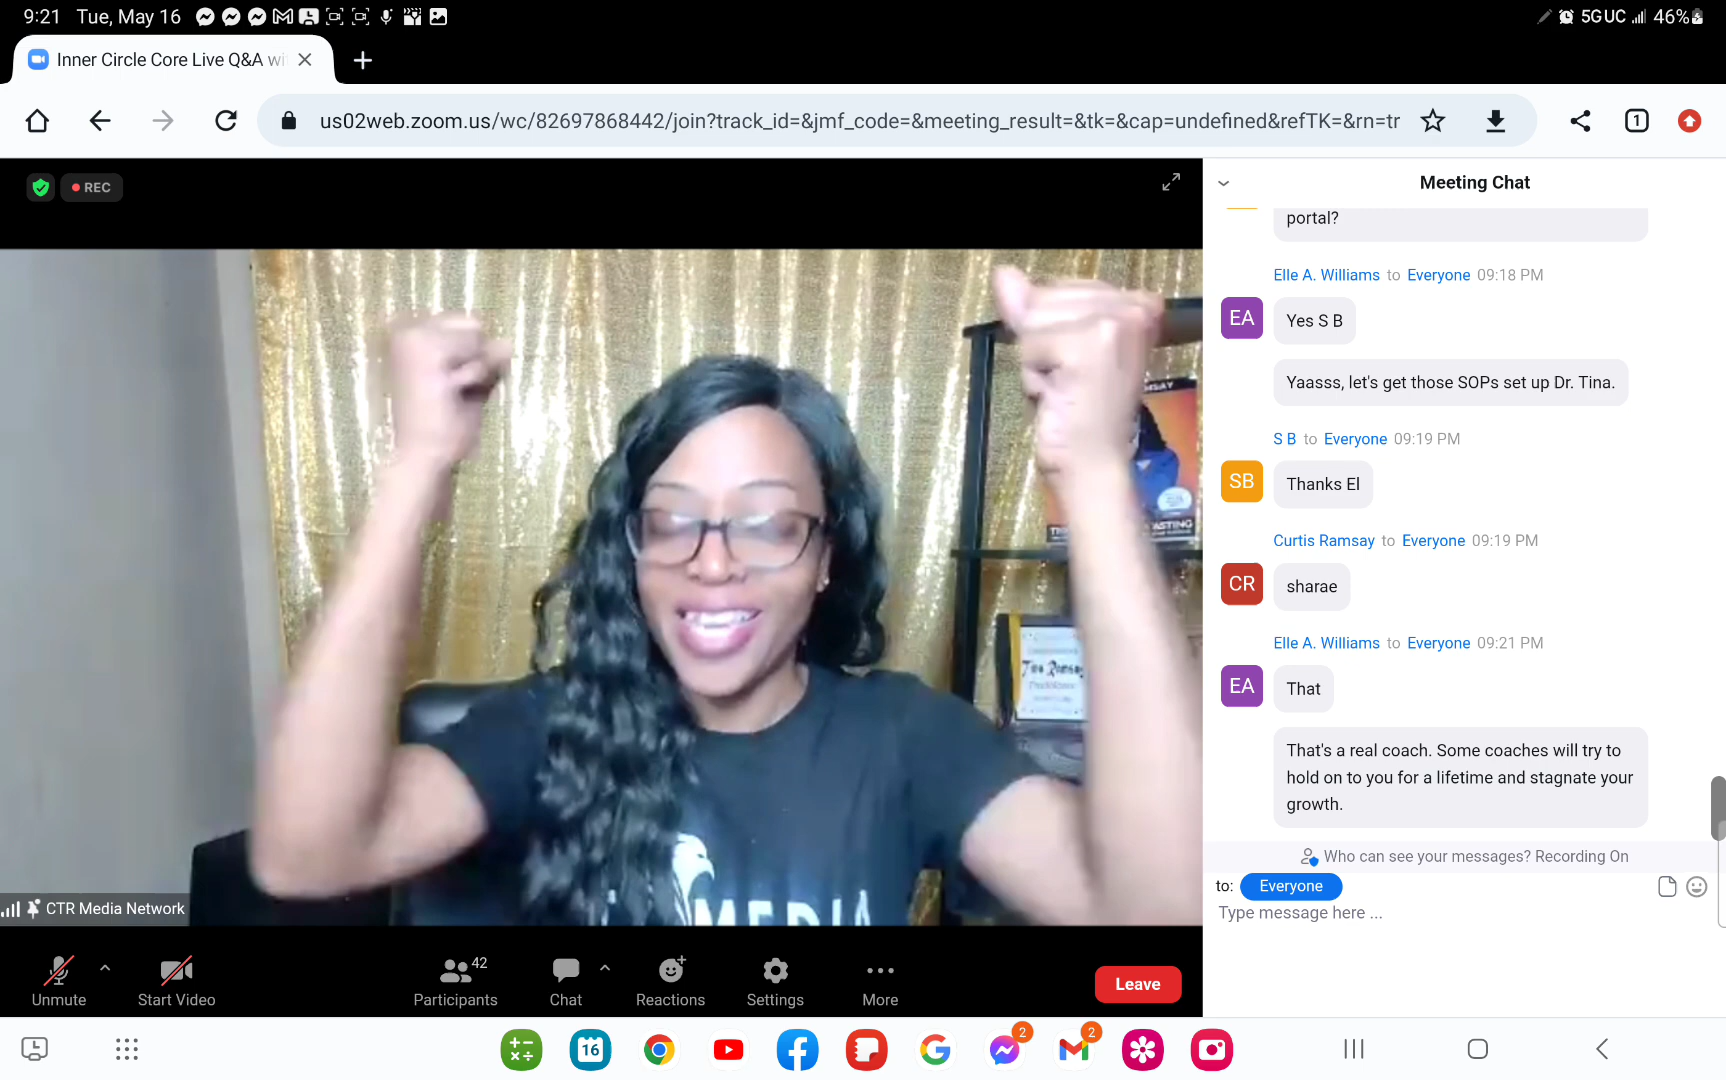 9:21 Tue, May 16
5GUC 46%
Inner Circle Core Live Q&A wi
us02web.zoom.us/wc/82697868442/join?track_id=&jmf_code=&meeting_result=&tk=&cap=undefined&refTK=&rn=tr
1
REC
Meeting Chat
portal?
Elle A. Williams to Everyone 09:18 PM
EA
Yes S B
Yaasss, let's get those SOPs set up Dr. Tina.
S B to Everyone 09:19 PM
SB
Thanks El
Curtis Ramsay to Everyone 09:19 PM
CR
sharae
Elle A. Williams to Everyone 09:21 PM
EA
That
That's a real coach. Some coaches will try to
hold on to you for a lifetime and stagnate your
growth.
Who can see your messages? Recording On
to: Everyone
Type message here ...
Tina Ramsay
MEDIA
CTR Media Network
Unmute
Start Video
42
Participants
Chat
Reactions
Settings
More
Leave
16
2
2